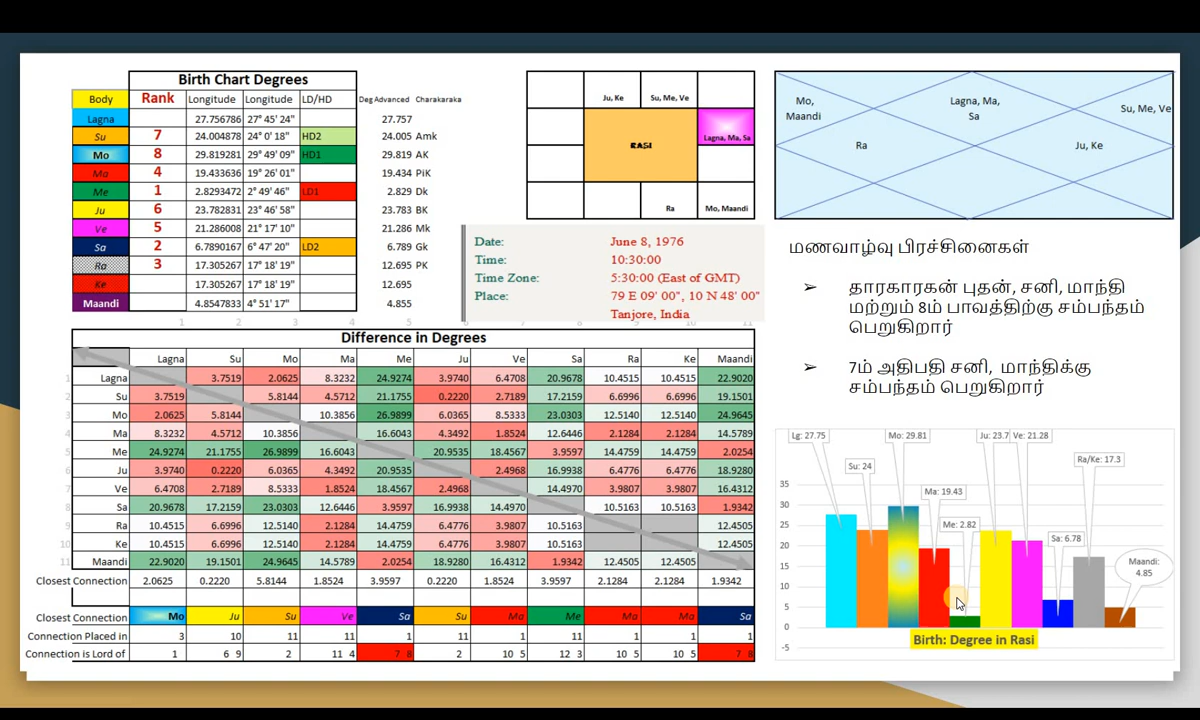 Birth Chart Degrees
Body Rank Longitude Longitude LD/HD Deg Advanced Charakaraka
Lagna 27.756786 27° 45' 24" 27.757
Su 7 24.004878 24° 0' 18" HD2 24.005 Amk
Mo 8 29.819281 29° 49' 09" HD1 29.819 AK
Ma 4 19.433636 19° 26' 01" 19.434 PiK
Me 1 2.8293472 2° 49' 46" LD1 2.829 Dk
Ju 6 23.782831 23° 46' 58" 23.783 BK
Ve 5 21.286008 21° 17' 10" 21.286 Mk
Sa 2 6.7890167 6° 47' 20" LD2 6.789 Gk
Ra 3 17.305267 17° 18' 19" 12.695 PK
Ke 17.305267 17° 18' 19" 12.695
Maandi 4.8547833 4° 51' 17" 4.855
Ju, Ke Su, Me, Ve
Lagna, Ma, Sa
RASI
Ra Mo, Maandi
Mo, Maandi
Lagna, Ma, Sa
Su, Me, Ve
Ra
Ju, Ke
Date: June 8, 1976
Time: 10:30:00
Time Zone: 5:30:00 (East of GMT)
Place: 79 E 09' 00", 10 N 48' 00"
Tanjore, India
மணவாழ்வு பிரச்சினைகள்
➢ தாரகாரகன் புதன், சனி, மாந்தி
மற்றும் 8ம் பாவத்திற்கு சம்பந்தம்
பெறுகிறார்
➢ 7ம் அதிபதி சனி, மாந்திக்கு
சம்பந்தம் பெறுகிறார்
1 2 3 4 5 6 7 8 9 10 11
Difference in Degrees
Lagna Su Mo Ma Me Ju Ve Sa Ra Ke Maandi
1 Lagna 3.7519 2.0625 8.3232 24.9274 3.9740 6.4708 20.9678 10.4515 10.4515 22.9020
2 Su 3.7519 5.8144 4.5712 21.1755 0.2220 2.7189 17.2159 6.6996 6.6996 19.1501
3 Mo 2.0625 5.8144 10.3856 26.9899 6.0365 8.5333 23.0303 12.5140 12.5140 24.9645
4 Ma 8.3232 4.5712 10.3856 16.6043 4.3492 1.8524 12.6446 2.1284 2.1284 14.5789
5 Me 24.9274 21.1755 26.9899 16.6043 20.9535 18.4567 3.9597 14.4759 14.4759 2.0254
6 Ju 3.9740 0.2220 6.0365 4.3492 20.9535 2.4968 16.9938 6.4776 6.4776 18.9280
7 Ve 6.4708 2.7189 8.5333 1.8524 18.4567 2.4968 14.4970 3.9807 3.9807 16.4312
8 Sa 20.9678 17.2159 23.0303 12.6446 3.9597 16.9938 14.4970 10.5163 10.5163 1.9342
9 Ra 10.4515 6.6996 12.5140 2.1284 14.4759 6.4776 3.9807 10.5163 12.4505
10 Ke 10.4515 6.6996 12.5140 2.1284 14.4759 6.4776 3.9807 10.5163 12.4505
11 Maandi 22.9020 19.1501 24.9645 14.5789 2.0254 18.9280 16.4312 1.9342 12.4505 12.4505
Closest Connection 2.0625 0.2220 5.8144 1.8524 3.9597 0.2220 1.8524 3.9597 2.1284 2.1284 1.9342
Closest Connection Mo Ju Su Ve Sa Su Ma Me Ma Ma Sa
Connection Placed in 3 10 11 11 1 11 1 11 1 1 1
Connection is Lord of 1 6 9 2 11 4 7 8 2 10 5 12 3 10 5 10 5 7 8
Lg: 27.75
Su: 24
Mo: 29.81
Ma: 19.43
Me: 2.82
Ju: 23.7
Ve: 21.28
Sa: 6.78
Ra/Ke: 17.3
Maandi: 4.85
35
30
25
20
15
10
5
0
-5
Birth: Degree in Rasi